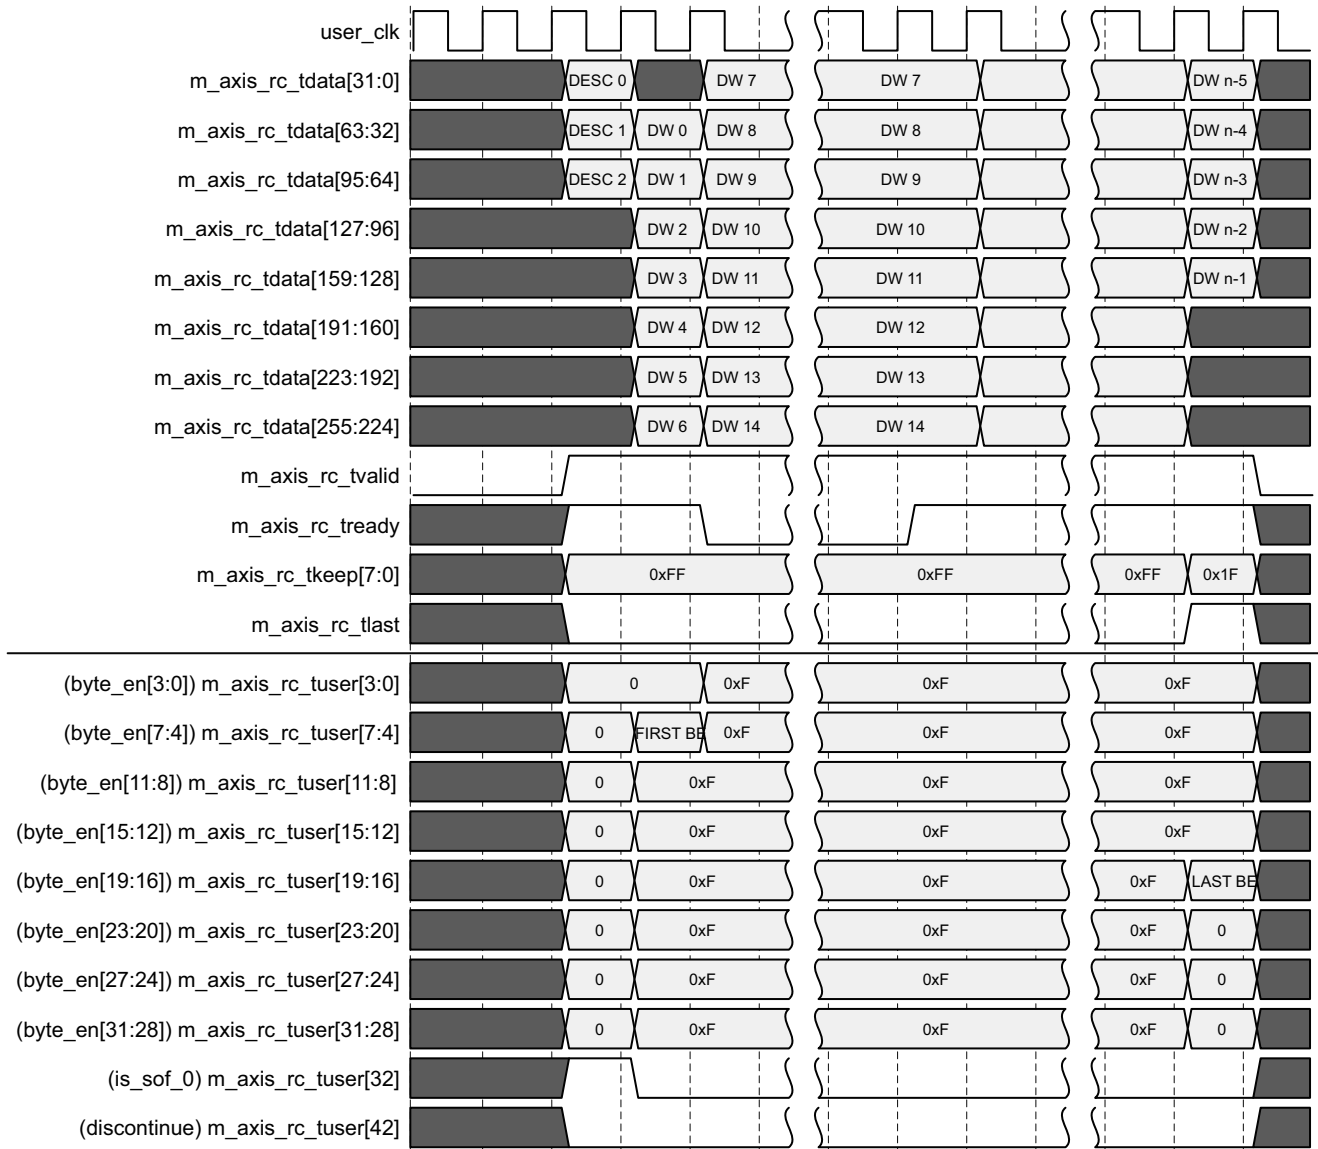 user_clk
m_axis_rc_tdata[31:0] DESC 0 DW 7 DW 7 DW n-5
m_axis_rc_tdata[63:32] DESC 1 DW 0 DW 8 DW 8 DW n-4
m_axis_rc_tdata[95:64] DESC 2 DW 1 DW 9 DW 9 DW n-3
m_axis_rc_tdata[127:96] DW 2 DW 10 DW 10 DW n-2
m_axis_rc_tdata[159:128] DW 3 DW 11 DW 11 DW n-1
m_axis_rc_tdata[191:160] DW 4 DW 12 DW 12
m_axis_rc_tdata[223:192] DW 5 DW 13 DW 13
m_axis_rc_tdata[255:224] DW 6 DW 14 DW 14
m_axis_rc_tvalid
m_axis_rc_tready
m_axis_rc_tkeep[7:0] 0xFF 0xFF 0xFF 0x1F
m_axis_rc_tlast
(byte_en[3:0]) m_axis_rc_tuser[3:0] 0 0xF 0xF 0xF
(byte_en[7:4]) m_axis_rc_tuser[7:4] 0 FIRST BE 0xF 0xF 0xF
(byte_en[11:8]) m_axis_rc_tuser[11:8] 0 0xF 0xF 0xF
(byte_en[15:12]) m_axis_rc_tuser[15:12] 0 0xF 0xF 0xF
(byte_en[19:16]) m_axis_rc_tuser[19:16] 0 0xF 0xF 0xF LAST BE
(byte_en[23:20]) m_axis_rc_tuser[23:20] 0 0xF 0xF 0xF 0
(byte_en[27:24]) m_axis_rc_tuser[27:24] 0 0xF 0xF 0xF 0
(byte_en[31:28]) m_axis_rc_tuser[31:28] 0 0xF 0xF 0xF 0
(is_sof_0) m_axis_rc_tuser[32]
(discontinue) m_axis_rc_tuser[42]